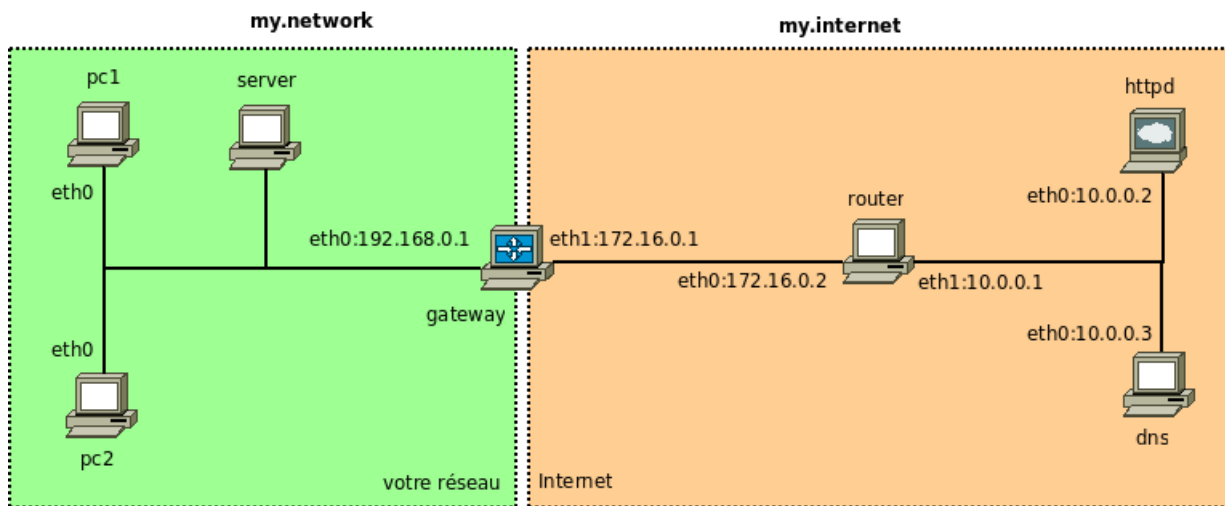 my.network
my.internet
pc1
server
httpd
eth0
eth0:10.0.0.2
router
eth0:192.168.0.1
eth1:172.16.0.1
eth0:172.16.0.2
eth1:10.0.0.1
gateway
eth0:10.0.0.3
eth0
dns
pc2
votre réseau
Internet